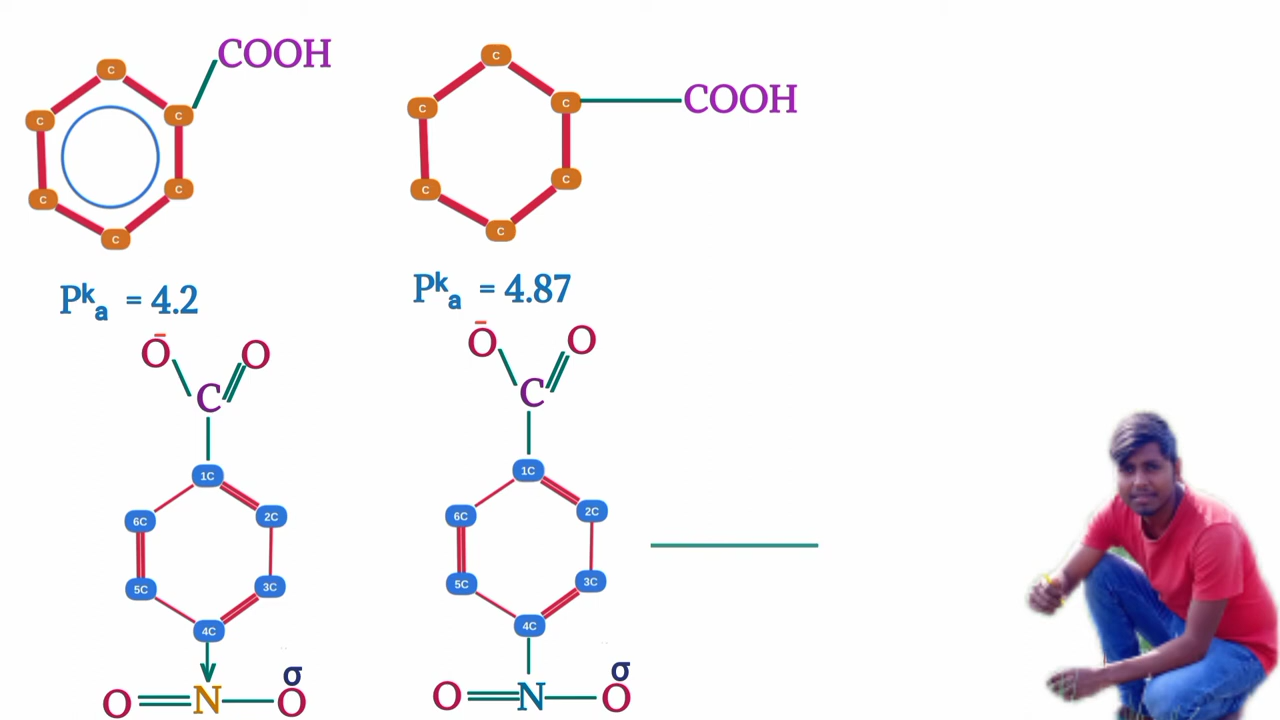 COOH
C
C
C
C
C
C
Pᵏₐ = 4.2
COOH
C
C
C
C
C
C
Pᵏₐ = 4.87
O⁻ O
C
1C
6C 2C
5C 3C
4C
σ
O N O
O⁻ O
C
1C
6C 2C
5C 3C
4C
σ
O N O